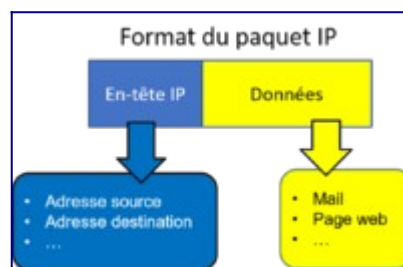 Format du paquet IP
En-tête IP
Données
• Adresse source
• Adresse destination
• ...
• Mail
• Page web
• ...